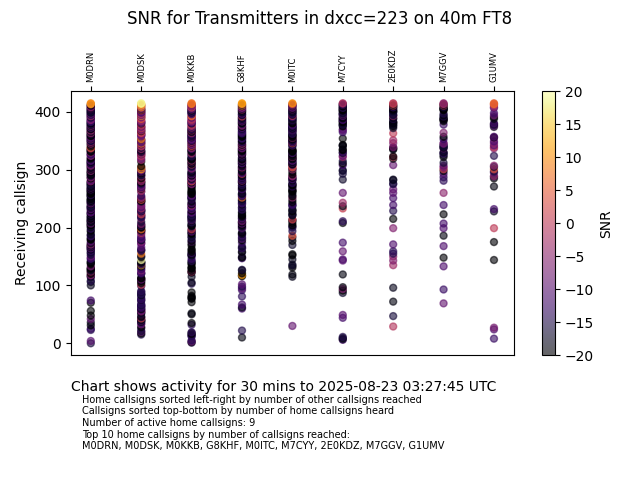 SNR for Transmitters in dxcc=223 on 40m FT8
M0DRN M0DSK M0KKB G8KHF M0ITC M7CYY 2E0KDZ M7GGV G1UMV
400
300
200
100
0
Receiving callsign
20
15
10
5
0
−5
−10
−15
−20
SNR
Chart shows activity for 30 mins to 2025-08-23 03:27:45 UTC
Home callsigns sorted left-right by number of other callsigns reached
Callsigns sorted top-bottom by number of home callsigns heard
Number of active home callsigns: 9
Top 10 home callsigns by number of callsigns reached:
M0DRN, M0DSK, M0KKB, G8KHF, M0ITC, M7CYY, 2E0KDZ, M7GGV, G1UMV